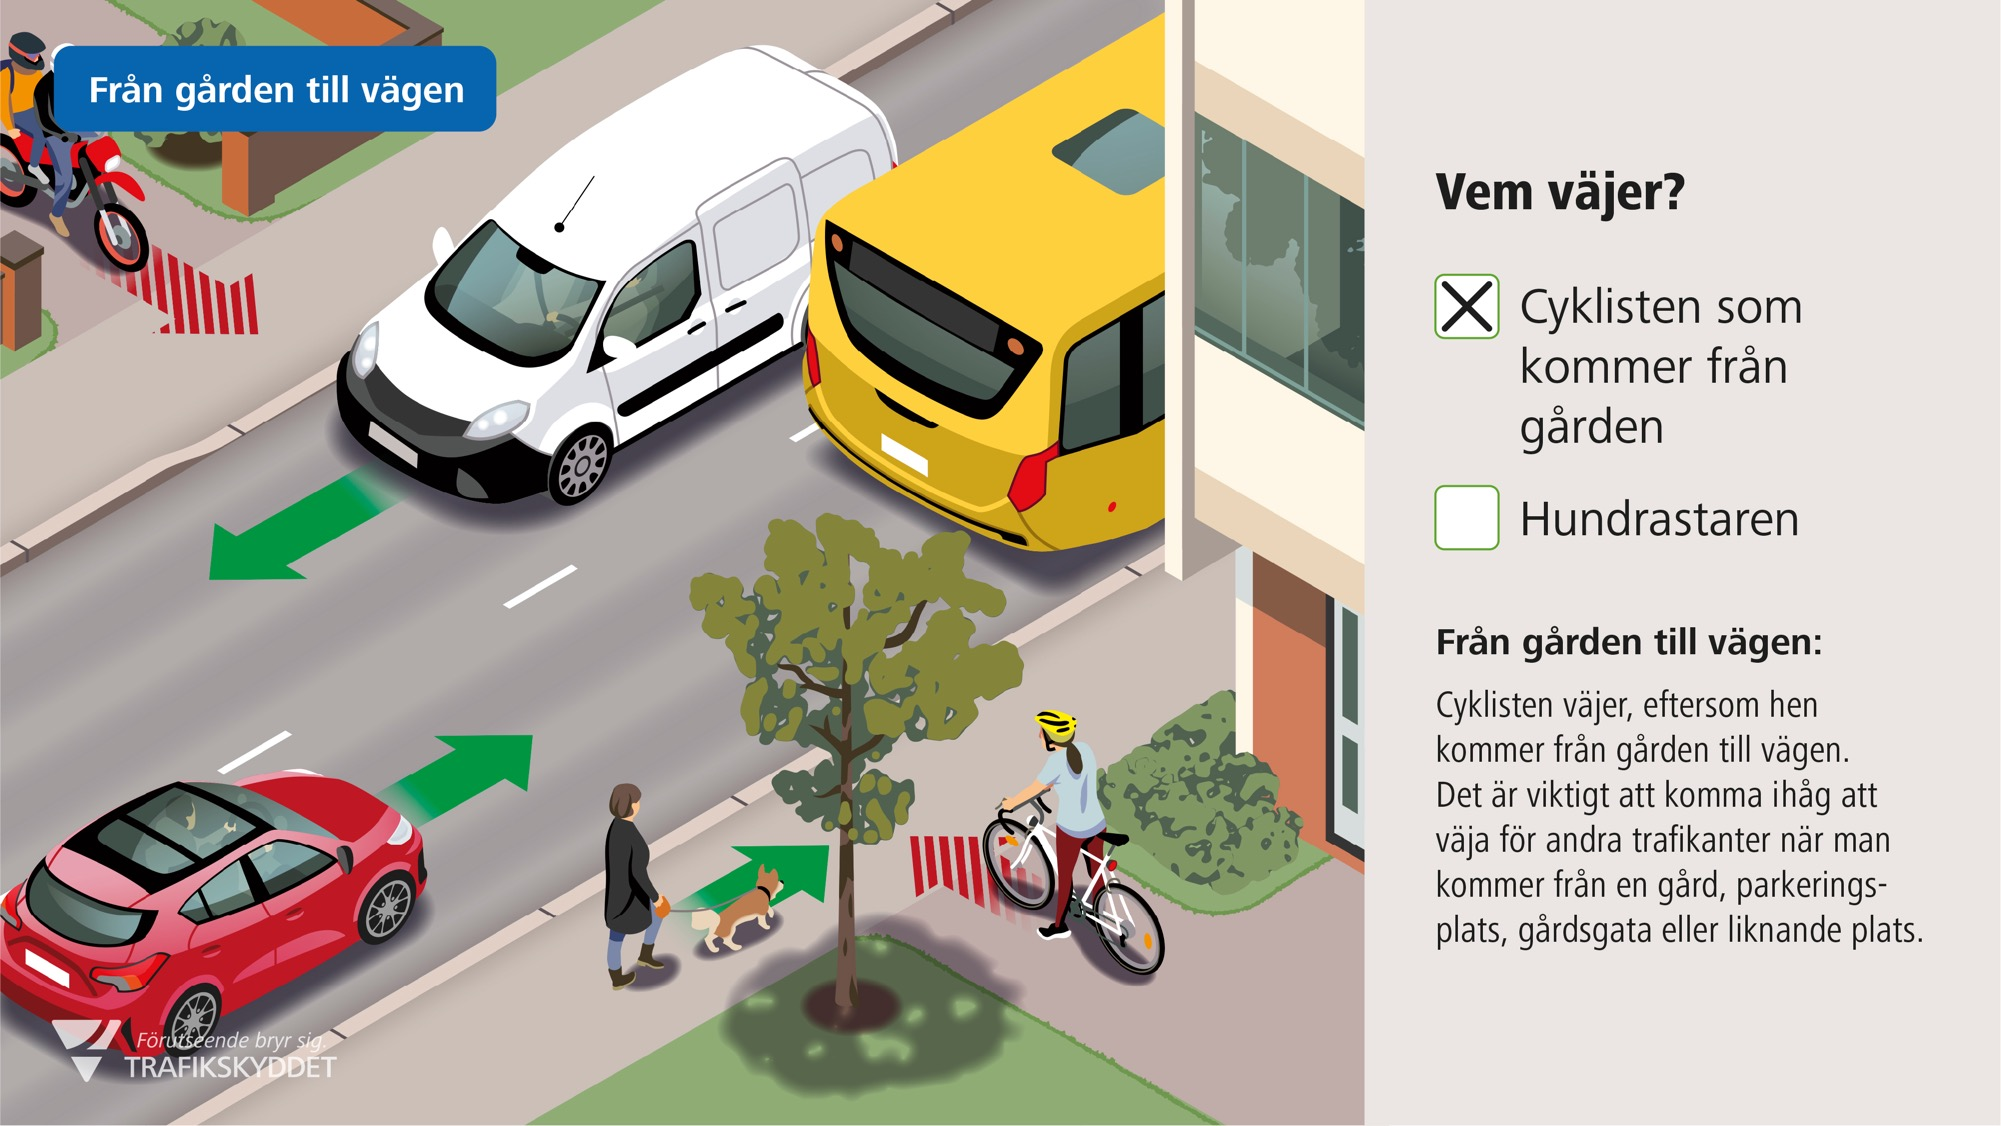 Från gården till vägen
Vem väjer?
Cyklisten som
kommer från
gården
Hundrastaren
Från gården till vägen:
Cyklisten väjer, eftersom hen
kommer från gården till vägen.
Det är viktigt att komma ihåg att
väja för andra trafikanter när man
kommer från en gård, parkerings-
plats, gårdsgata eller liknande plats.
Förutseende bryr sig.
TRAFIKSKYDDET